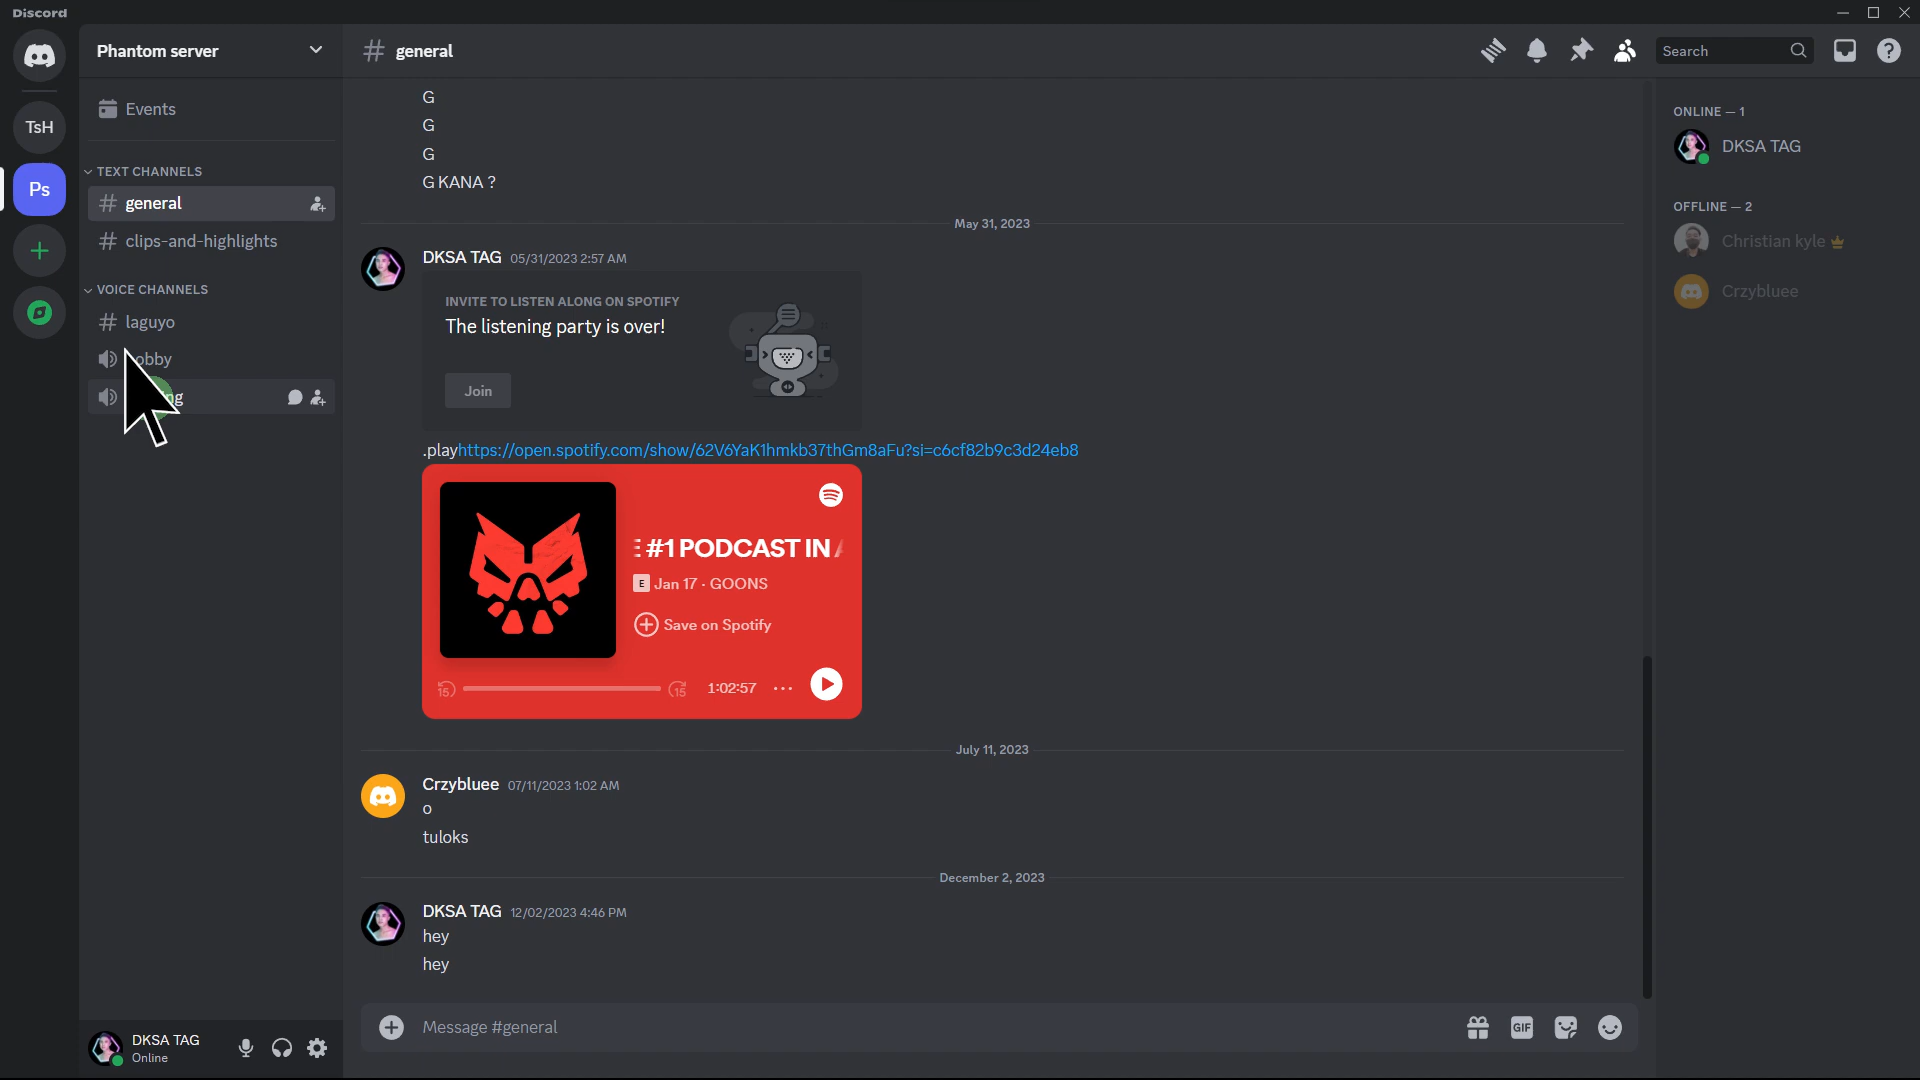 Discord
Phantom server
general
Search
TsH
Ps
Events
TEXT CHANNELS
general
clips-and-highlights
VOICE CHANNELS
laguyo
G
G
G
G KANA ?
May 31, 2023
DKSA TAG 05/31/2023 2:57 AM
INVITE TO LISTEN ALONG ON SPOTIFY
The listening party is over!
Join
.playhttps://open.spotify.com/show/62V6YaK1hmkb37thGm8aFu?si=c6cf82b9c3d24eb8
#1 PODCAST IN
E Jan 17 · GOONS
Save on Spotify
15 15 1:02:57
July 11, 2023
Crzybluee 07/11/2023 1:02 AM
o
tuloks
December 2, 2023
DKSA TAG 12/02/2023 4:46 PM
hey
hey
Message #general
GIF
DKSA TAG
Online
ONLINE — 1
DKSA TAG
OFFLINE — 2
Christian kyle
Crzybluee